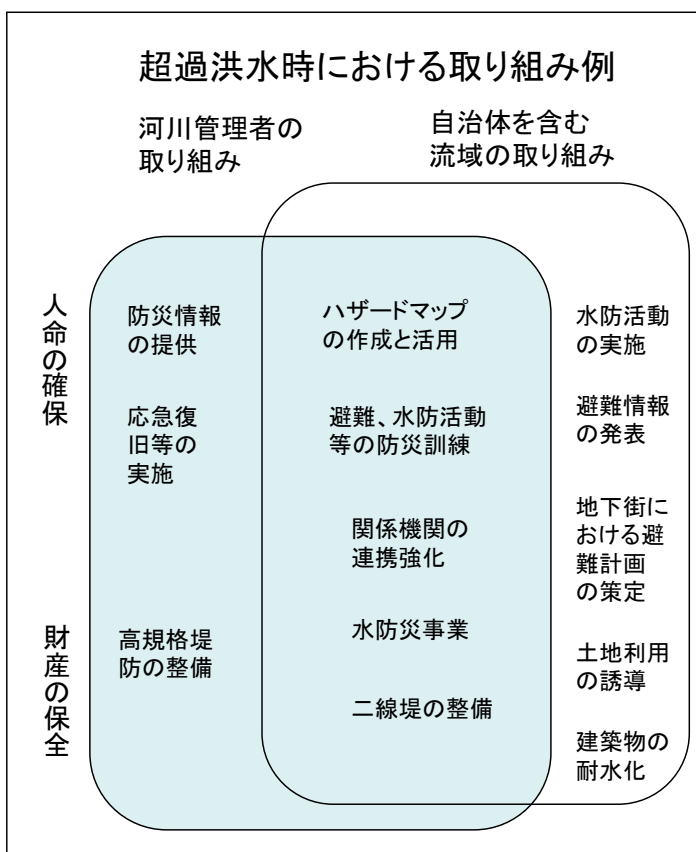 超過洪水時における取り組み例
河川管理者の
取り組み
自治体を含む
流域の取り組み
人命の確保
財産の保全
防災情報
の提供
応急復
旧等の
実施
高規格堤
防の整備
ハザードマップ
の作成と活用
避難、水防活動
等の防災訓練
関係機関の
連携強化
水防災事業
二線堤の整備
水防活動
の実施
避難情報
の発表
地下街に
おける避
難計画
の策定
土地利用
の誘導
建築物の
耐水化